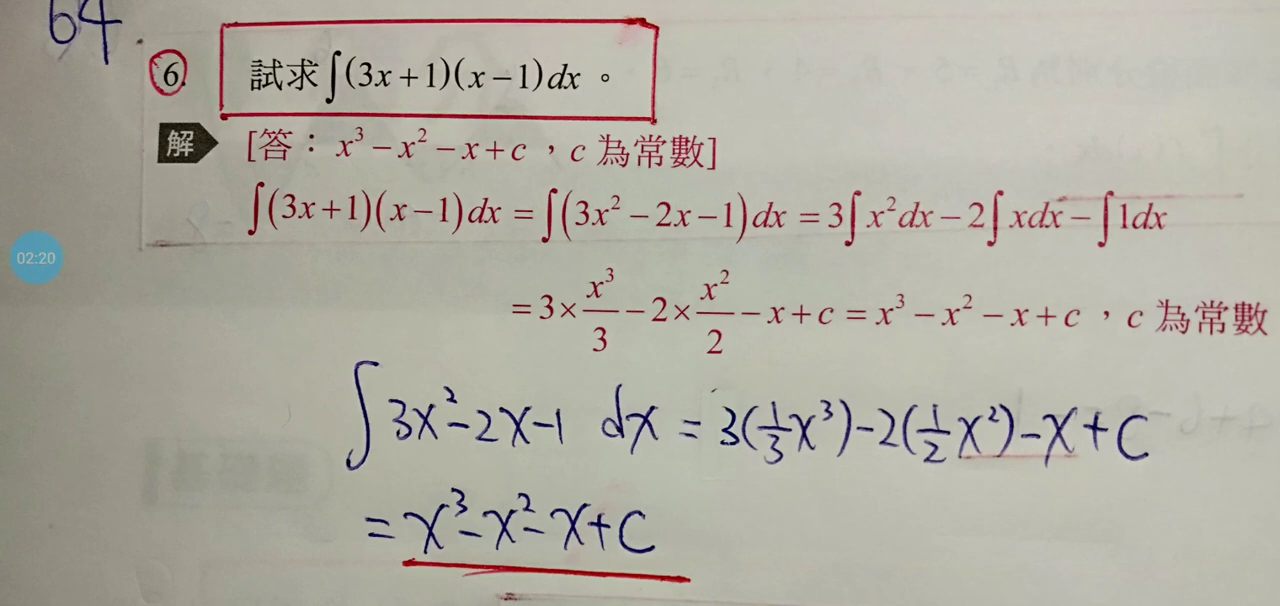 64
6. 試求∫(3x+1)(x−1)dx。
解 [答：x³−x²−x+c，c 為常數]
∫(3x+1)(x−1)dx = ∫(3x²−2x−1)dx = 3∫x²dx−2∫xdx−∫1dx
02:20
= 3×x³/3−2×x²/2−x+c = x³−x²−x+c，c 為常數
∫3x²−2x−1 dx = 3(1/3x³)−2(1/2x²)−x+C
= x³−x²−x+C